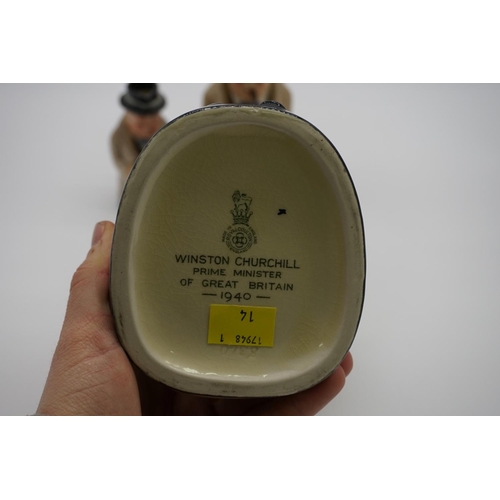 WINSTON CHURCHILL
PRIME MINISTER
OF GREAT BRITAIN
— 1940 —
14
17948 1